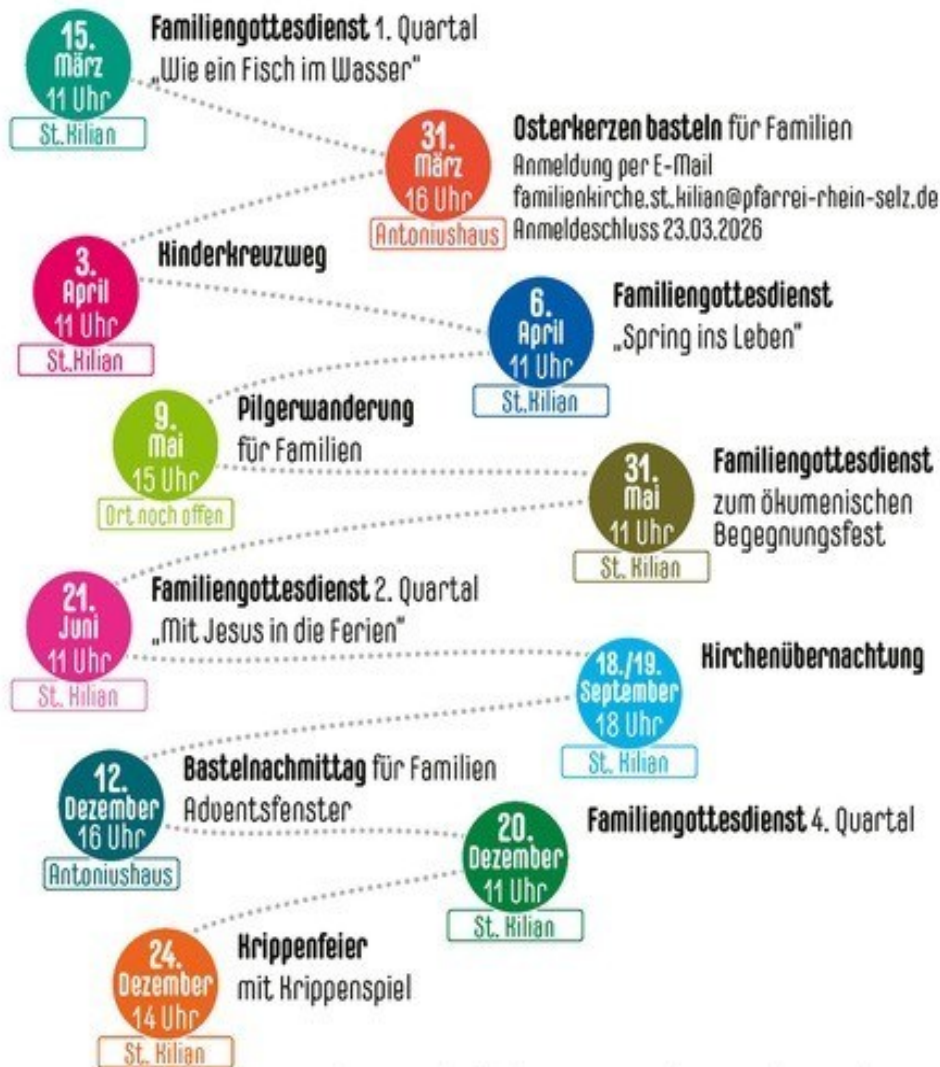 15.
März
11 Uhr
St. Kilian
Familiengottesdienst 1. Quartal
„Wie ein Fisch im Wasser"
31.
März
16 Uhr
Antoniushaus
Osterkerzen basteln für Familien
Anmeldung per E-Mail
familienkirche.st.kilian@pfarrei-rhein-selz.de
Anmeldeschluss 23.03.2026
3.
April
11 Uhr
St.Kilian
Kinderkreuzweg
6.
April
11 Uhr
St.Kilian
Familiengottesdienst
„Spring ins Leben"
9.
Mai
15 Uhr
Ort noch offen
Pilgerwanderung
für Familien
31.
Mai
11 Uhr
St. Kilian
Familiengottesdienst
zum ökumenischen
Begegnungsfest
21.
Juni
11 Uhr
St. Kilian
Familiengottesdienst 2. Quartal
„Mit Jesus in die Ferien"
18./19.
September
18 Uhr
St. Kilian
Kirchenübernachtung
12.
Dezember
16 Uhr
Antoniushaus
Bastelnachmittag für Familien
Adventsfenster
20.
Dezember
11 Uhr
St. Kilian
Familiengottesdienst 4. Quartal
24.
Dezember
14 Uhr
St. Kilian
Krippenfeier
mit Krippenspiel